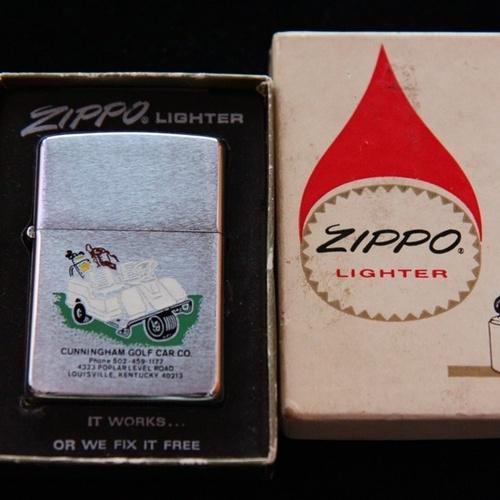 ZIPPO® LIGHTER
CUNNINGHAM GOLF CAR CO.
Phone 502-459-1177
4323 POPLAR LEVEL ROAD
LOUISVILLE, KENTUCKY 40213
IT WORKS...
OR WE FIX IT FREE
ZIPPO®
LIGHTER